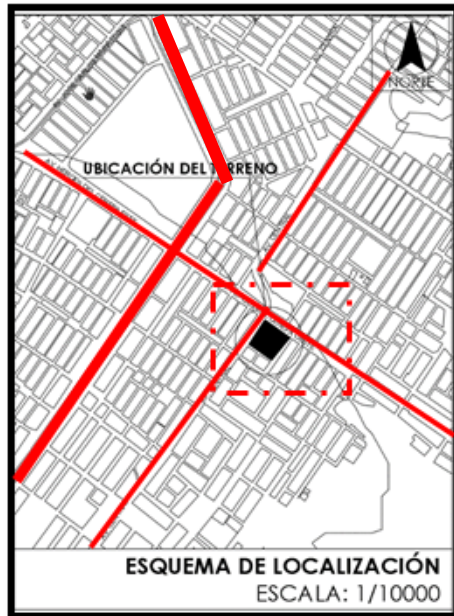 NORTE
UBICACIÓN DEL TERRENO
ESQUEMA DE LOCALIZACIÓN
ESCALA: 1/10000